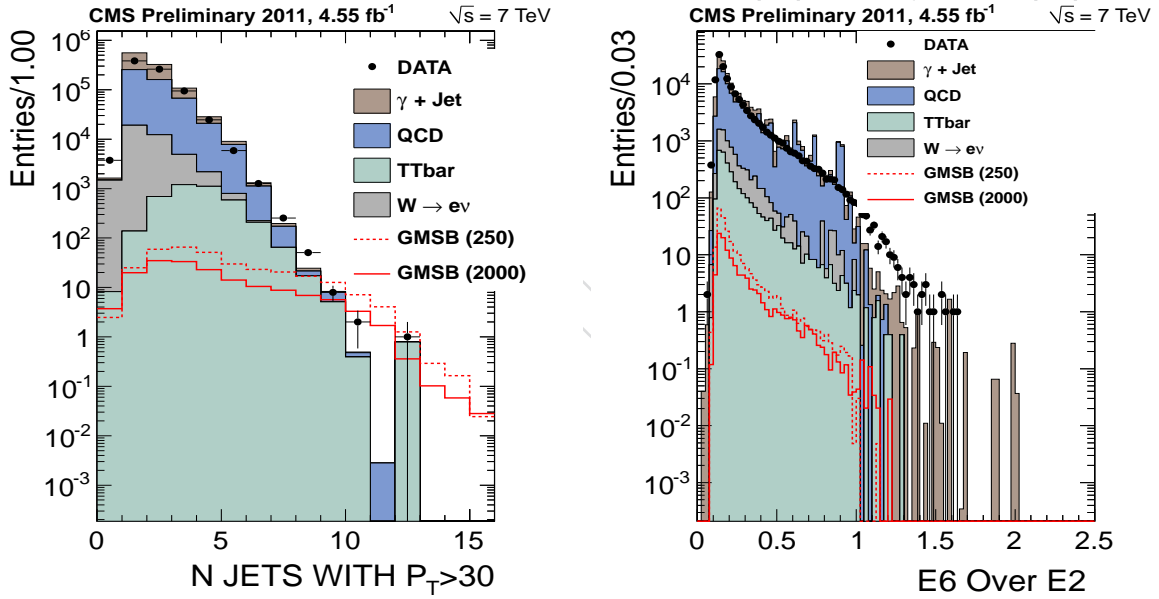 CMS Preliminary 2011, 4.55 fb⁻¹ √s = 7 TeV
Entries/1.00
10⁶
10⁵
10⁴
10³
10²
10
1
10⁻¹
10⁻²
10⁻³
DATA
γ + Jet
QCD
TTbar
W → eν
GMSB (250)
GMSB (2000)
0 5 10 15
N JETS WITH P_T>30
CMS Preliminary 2011, 4.55 fb⁻¹ √s = 7 TeV
Entries/0.03
10⁴
10³
10²
10
1
10⁻¹
10⁻²
10⁻³
DATA
γ + Jet
QCD
TTbar
W → eν
GMSB (250)
GMSB (2000)
0 0.5 1 1.5 2 2.5
E6 Over E2